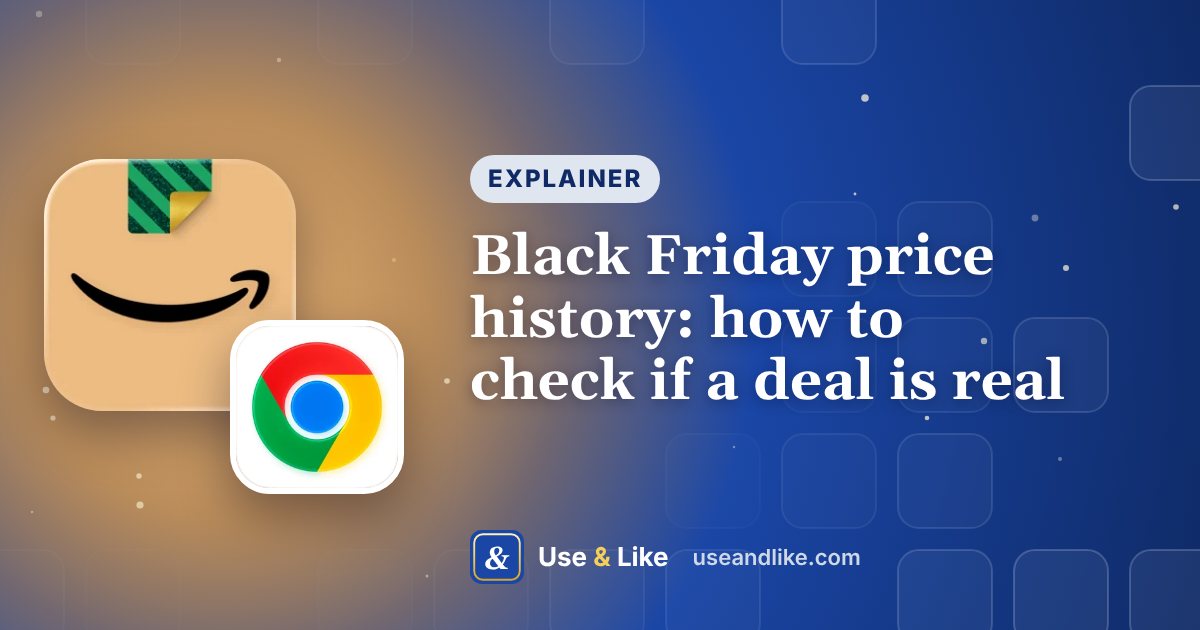 EXPLAINER
Black Friday price
history: how to
check if a deal is real
& Use & Like useandlike.com